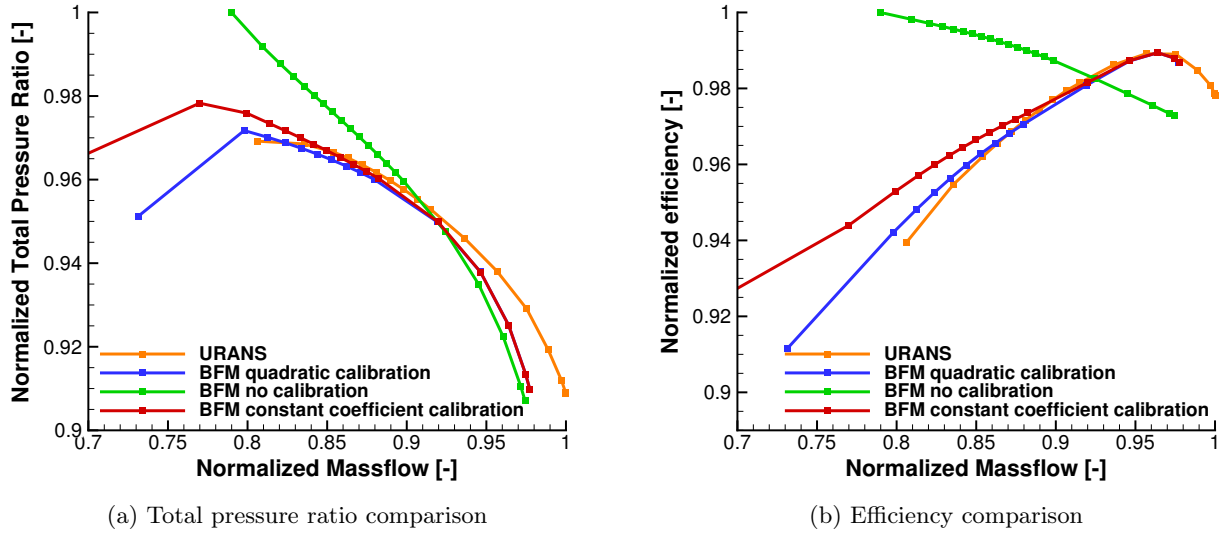 Normalized Total Pressure Ratio [-]
1
0.98
0.96
0.94
0.92
0.9
0.7
0.75
0.8
0.85
0.9
0.95
1
URANS
BFM quadratic calibration
BFM no calibration
BFM constant coefficient calibration
Normalized Massflow [-]
(a) Total pressure ratio comparison
Normalized efficiency [-]
1
0.98
0.96
0.94
0.92
0.9
0.7
0.75
0.8
0.85
0.9
0.95
1
URANS
BFM quadratic calibration
BFM no calibration
BFM constant coefficient calibration
Normalized Massflow [-]
(b) Efficiency comparison